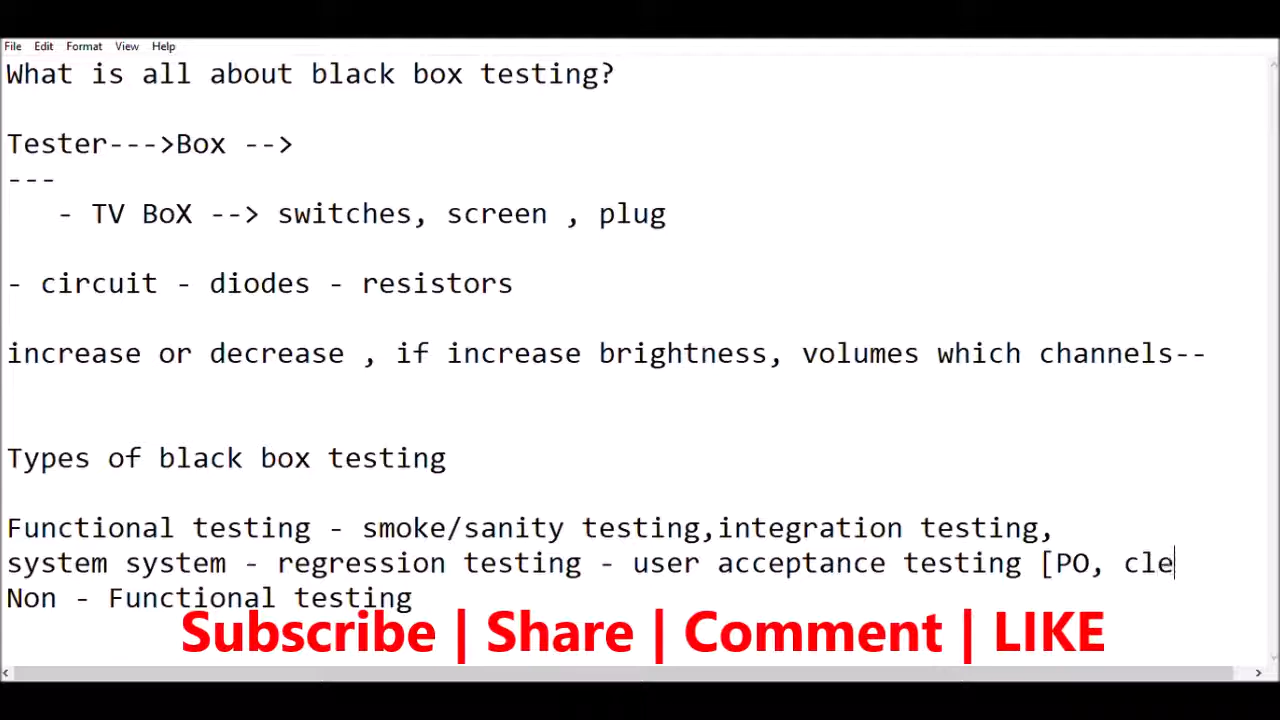 File Edit Format View Help
What is all about black box testing?
Tester--->Box -->
---
- TV BoX --> switches, screen , plug
- circuit - diodes - resistors
increase or decrease , if increase brightness, volumes which channels--
Types of black box testing
Functional testing - smoke/sanity testing,integration testing,
system system - regression testing - user acceptance testing [PO, cle
Non - Functional testing
Subscribe | Share | Comment | LIKE